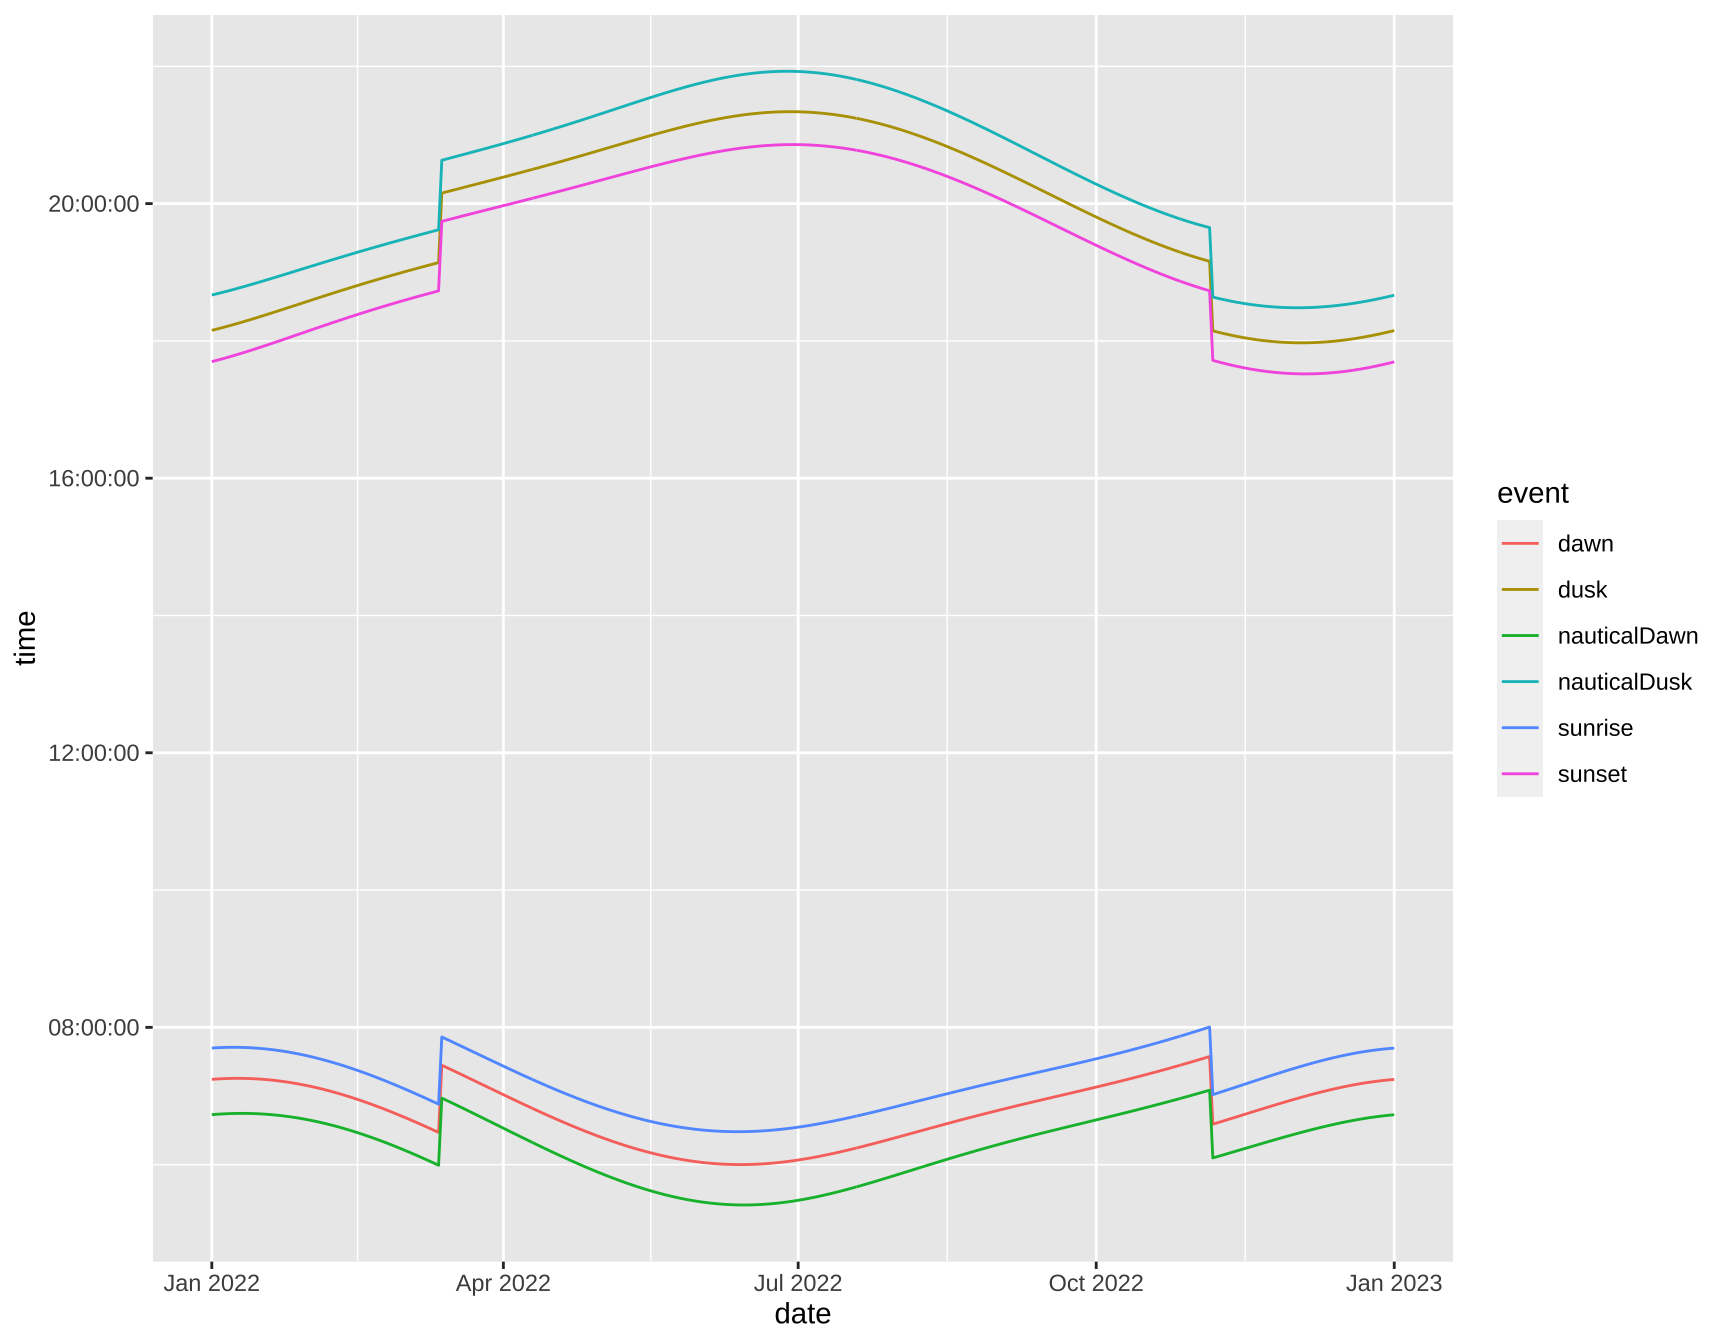 20:00:00
16:00:00
12:00:00
08:00:00
time
Jan 2022
Apr 2022
Jul 2022
Oct 2022
Jan 2023
date
event
dawn
dusk
nauticalDawn
nauticalDusk
sunrise
sunset